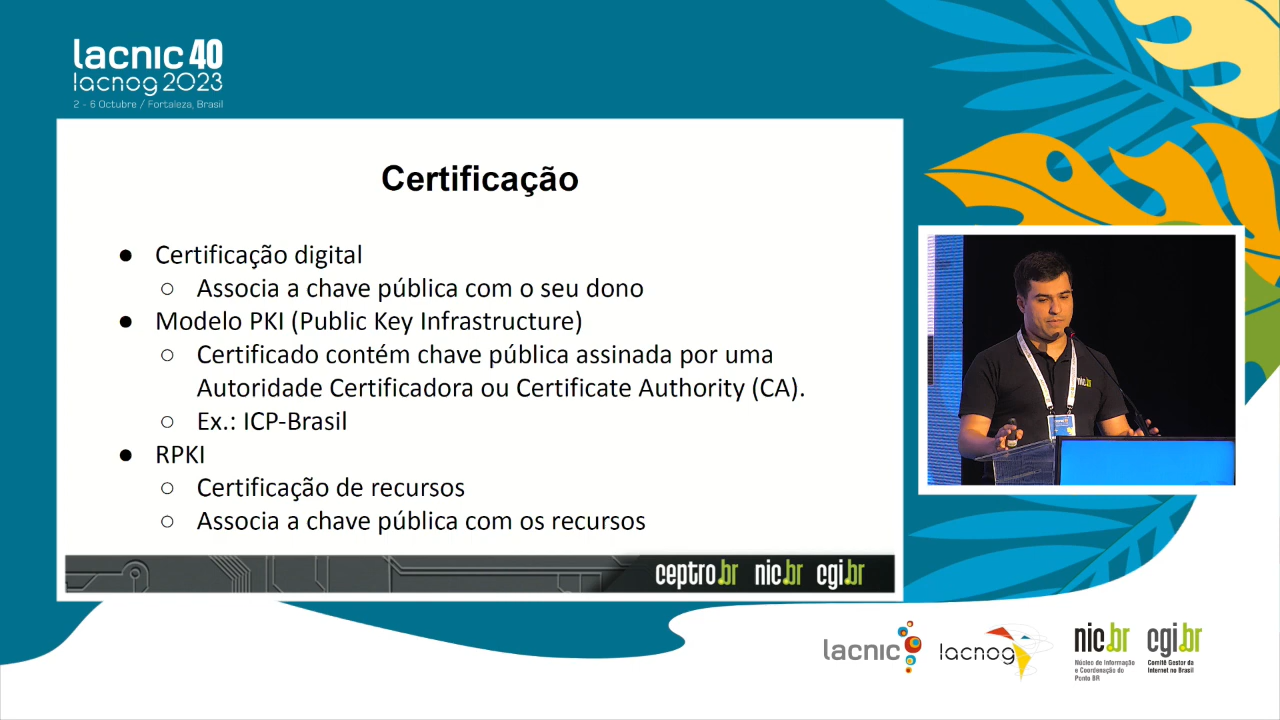 lacnic 40
lacnog 2023
2 - 6 Octubre / Fortaleza, Brasil
Certificação
● Certificação digital
○ Associa a chave pública com o seu dono
● Modelo PKI (Public Key Infrastructure)
○ Certificado contém chave pública assinada por uma
Autoridade Certificadora ou Certificate Authority (CA).
○ Ex.: ICP-Brasil
● RPKI
○ Certificação de recursos
○ Associa a chave pública com os recursos
ceptro.br nic.br cgi.br
nic.br
lacnic
lacnog
nic.br
Núcleo de Informação
e Coordenação do
Ponto BR
cgi.br
Comitê Gestor da
Internet no Brasil